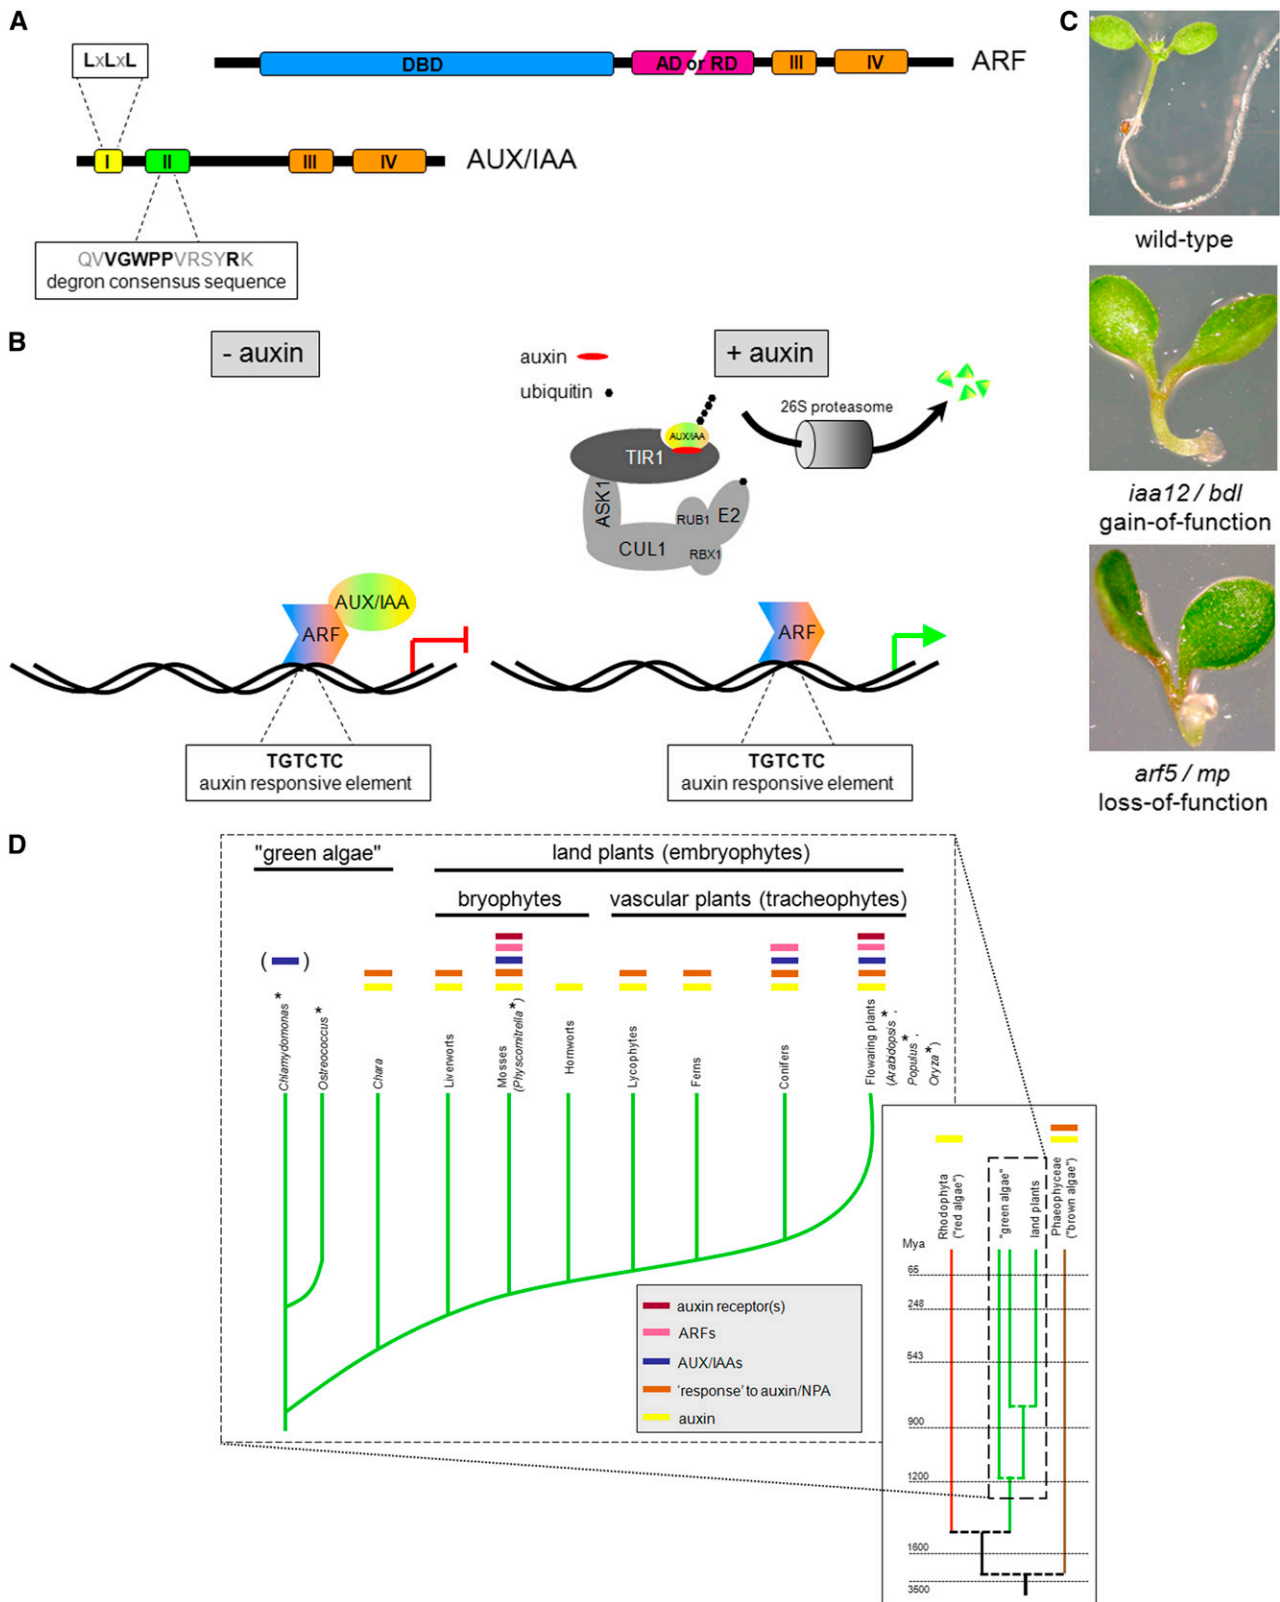 A
LxLxL
DBD
AD or RD
III
IV
ARF
I
II
III
IV
AUX/IAA
QVVGWPPVRSYRK
degron consensus sequence
B
- auxin
auxin
ubiquitin
+ auxin
26S proteasome
AUX/IAA
TIR1
ASK1
RUB1
E2
CUL1
RBX1
AUX/IAA
ARF
ARF
TGTCTC
auxin responsive element
TGTCTC
auxin responsive element
C
wild-type
iaa12 / bdl
gain-of-function
arf5 / mp
loss-of-function
D
"green algae"
land plants (embryophytes)
bryophytes
vascular plants (tracheophytes)
( )
Chlamydomonas*
Ostreococcus*
Chara
Liverworts
Mosses
(Physcomitrella*)
Hornworts
Lycophytes
Ferns
Conifers
Flowering plants
(Arabidopsis*,
Populus*,
Oryza*)
auxin receptor(s)
ARFs
AUX/IAAs
'response' to auxin/NPA
auxin
Rhodophyta
("red algae")
"green algae"
land plants
Phaeophyceae
("brown algae")
Mya
65
248
543
900
1200
1600
3500